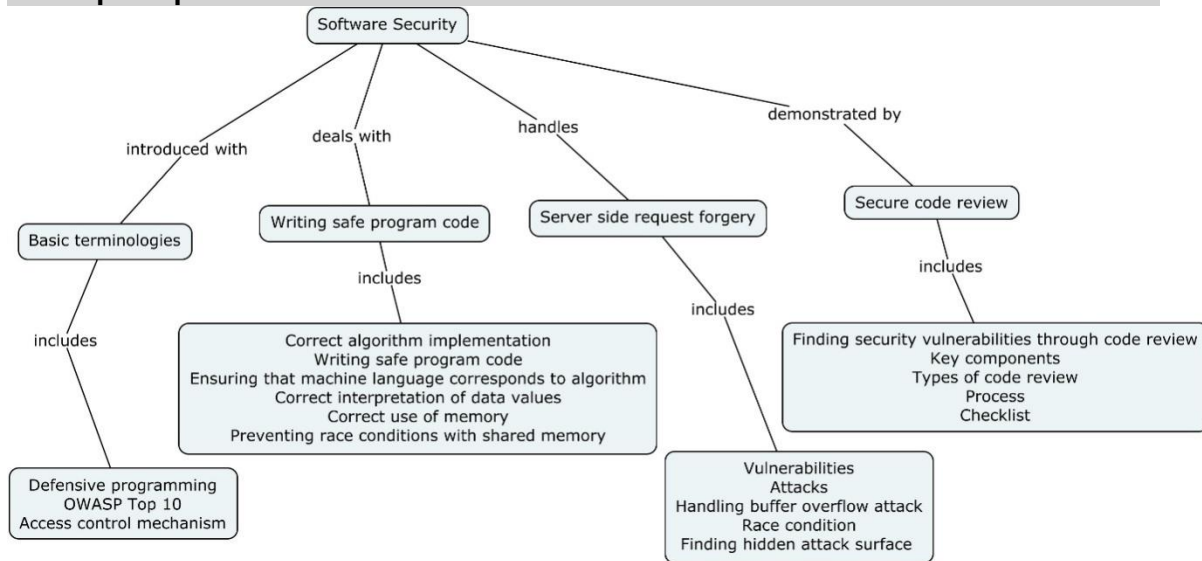 Software Security
introduced with
deals with
handles
demonstrated by
Basic terminologies
Writing safe program code
Server side request forgery
Secure code review
includes
includes
includes
includes
Defensive programming
OWASP Top 10
Access control mechanism
Correct algorithm implementation
Writing safe program code
Ensuring that machine language corresponds to algorithm
Correct interpretation of data values
Correct use of memory
Preventing race conditions with shared memory
Vulnerabilities
Attacks
Handling buffer overflow attack
Race condition
Finding hidden attack surface
Finding security vulnerabilities through code review
Key components
Types of code review
Process
Checklist